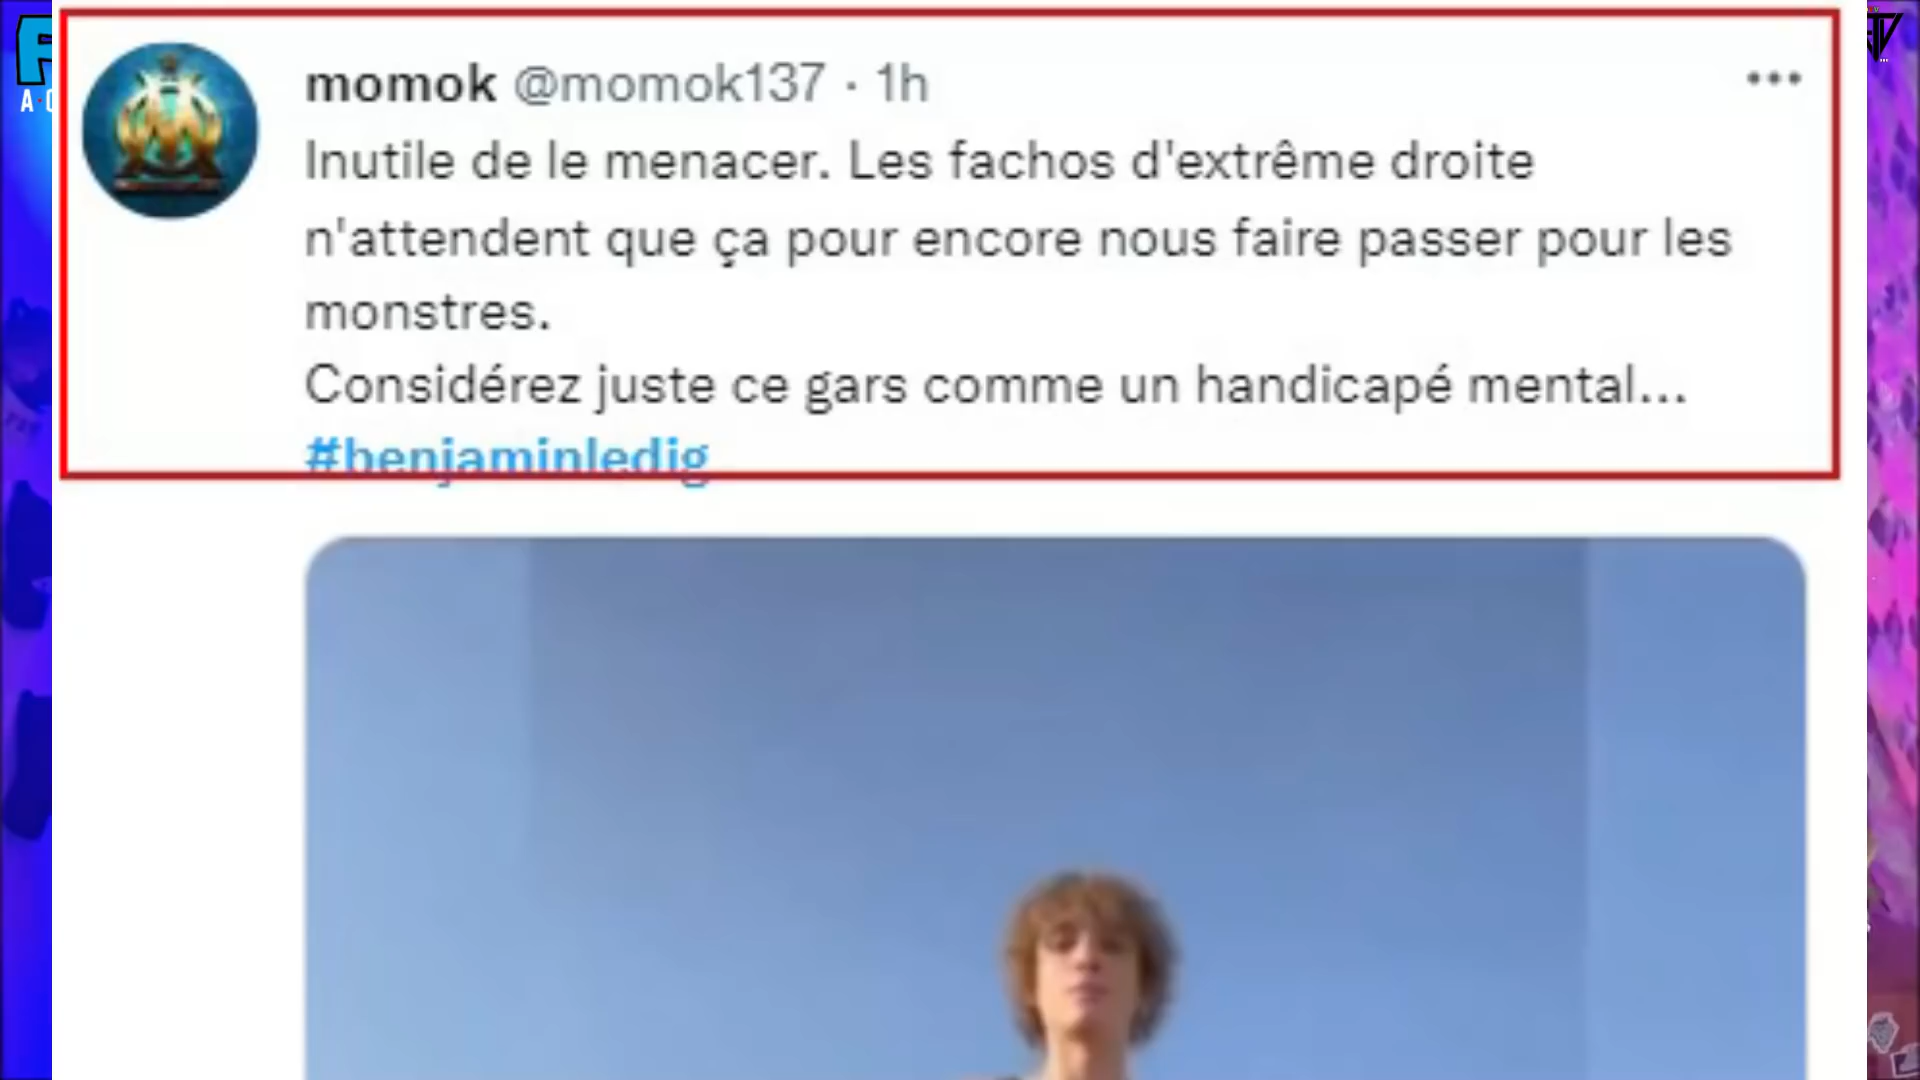 momok @momok137 · 1h
Inutile de le menacer. Les fachos d'extrême droite
n'attendent que ça pour encore nous faire passer pour les
monstres.
Considérez juste ce gars comme un handicapé mental...
#benjaminledig